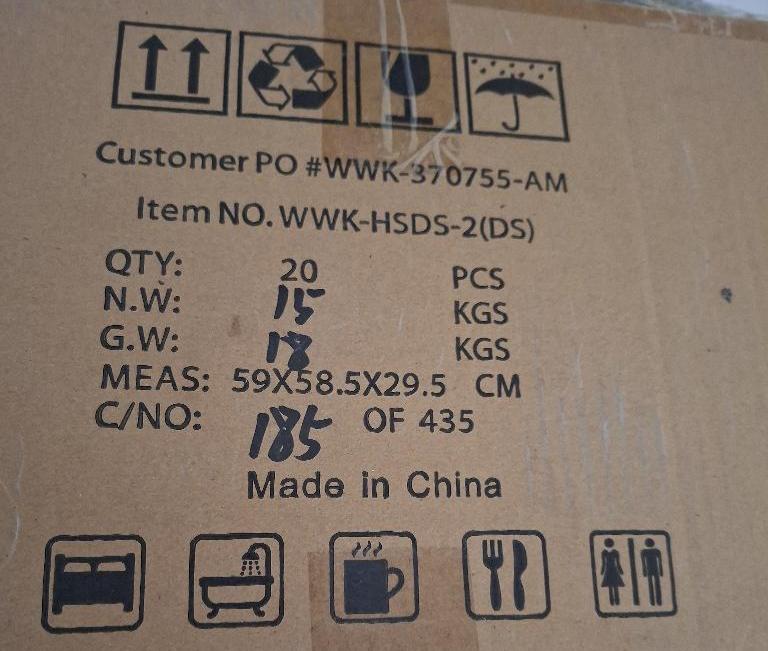 Customer PO #WWK-370755-AM
Item NO. WWK-HSDS-2(DS)
QTY: 20 PCS
N.W: 15 KGS
G.W: 18 KGS
MEAS: 59X58.5X29.5 CM
C/NO: 185 OF 435
Made in China